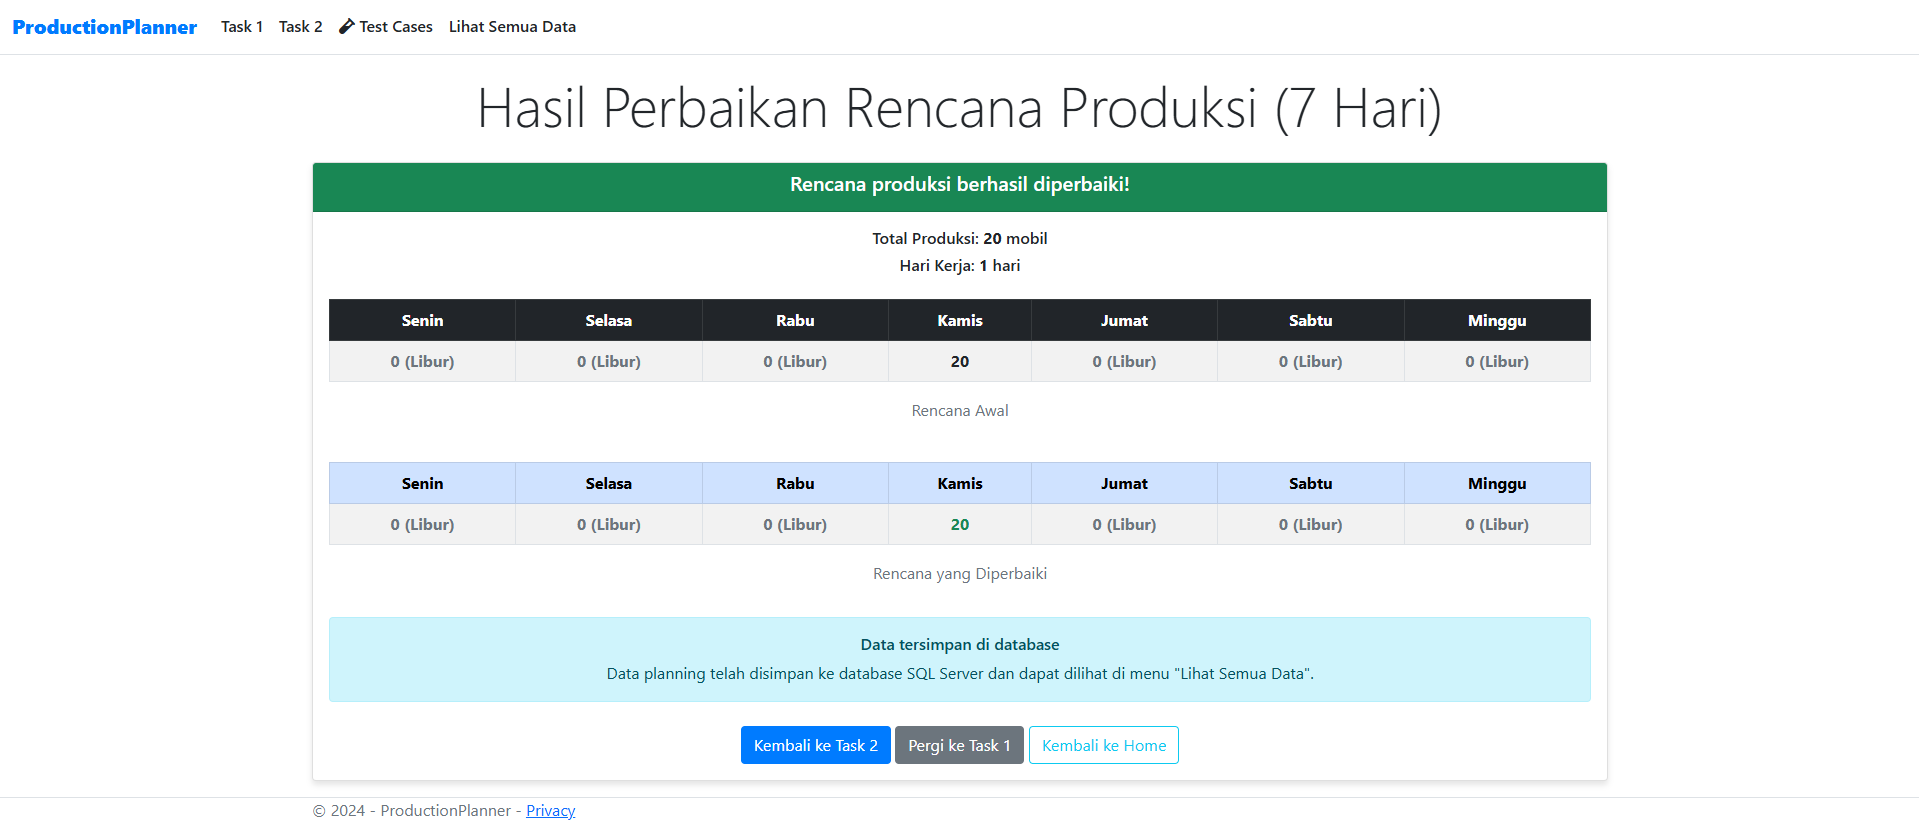 ProductionPlanner Task 1 Task 2 Test Cases Lihat Semua Data
Hasil Perbaikan Rencana Produksi (7 Hari)
Rencana produksi berhasil diperbaiki!
Total Produksi: 20 mobil
Hari Kerja: 1 hari
Senin Selasa Rabu Kamis Jumat Sabtu Minggu
0 (Libur) 0 (Libur) 0 (Libur) 20 0 (Libur) 0 (Libur) 0 (Libur)
Rencana Awal
Senin Selasa Rabu Kamis Jumat Sabtu Minggu
0 (Libur) 0 (Libur) 0 (Libur) 20 0 (Libur) 0 (Libur) 0 (Libur)
Rencana yang Diperbaiki
Data tersimpan di database
Data planning telah disimpan ke database SQL Server dan dapat dilihat di menu "Lihat Semua Data".
Kembali ke Task 2 Pergi ke Task 1 Kembali ke Home
© 2024 - ProductionPlanner - Privacy